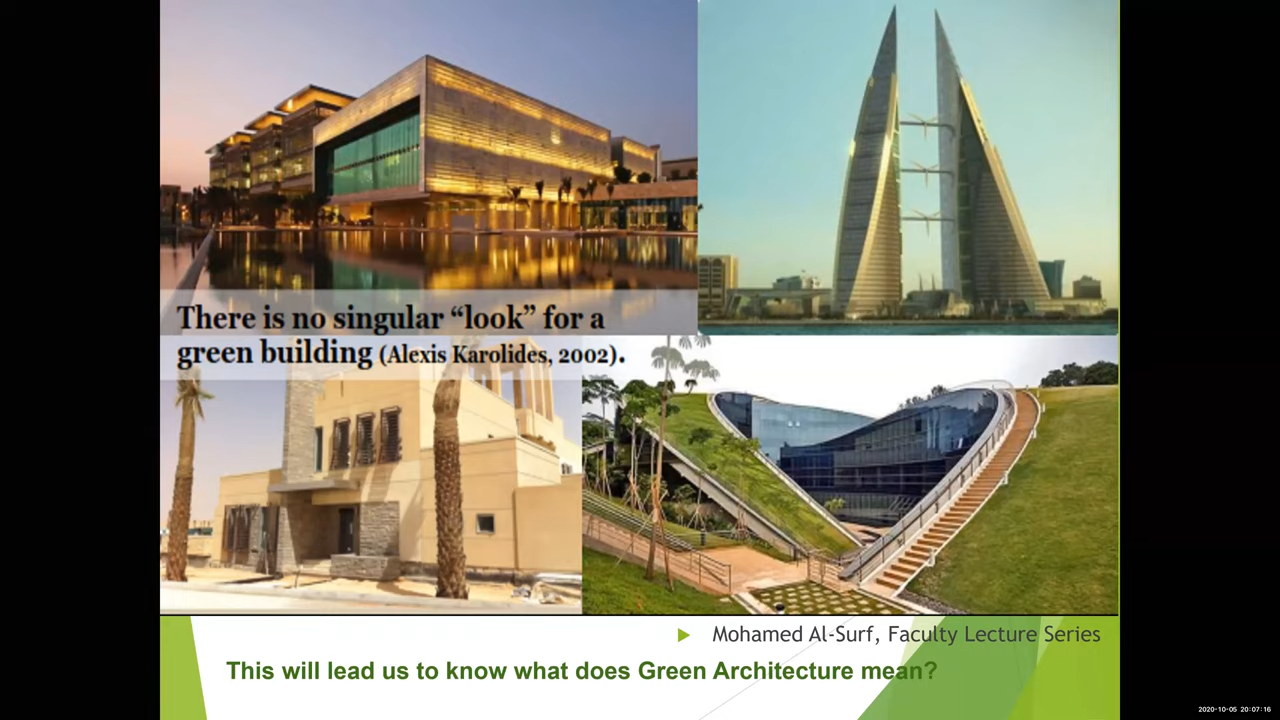 There is no singular “look” for a
green building (Alexis Karolides, 2002).
Mohamed Al-Surf, Faculty Lecture Series
This will lead us to know what does Green Architecture mean?
2020-10-05 20:07:16